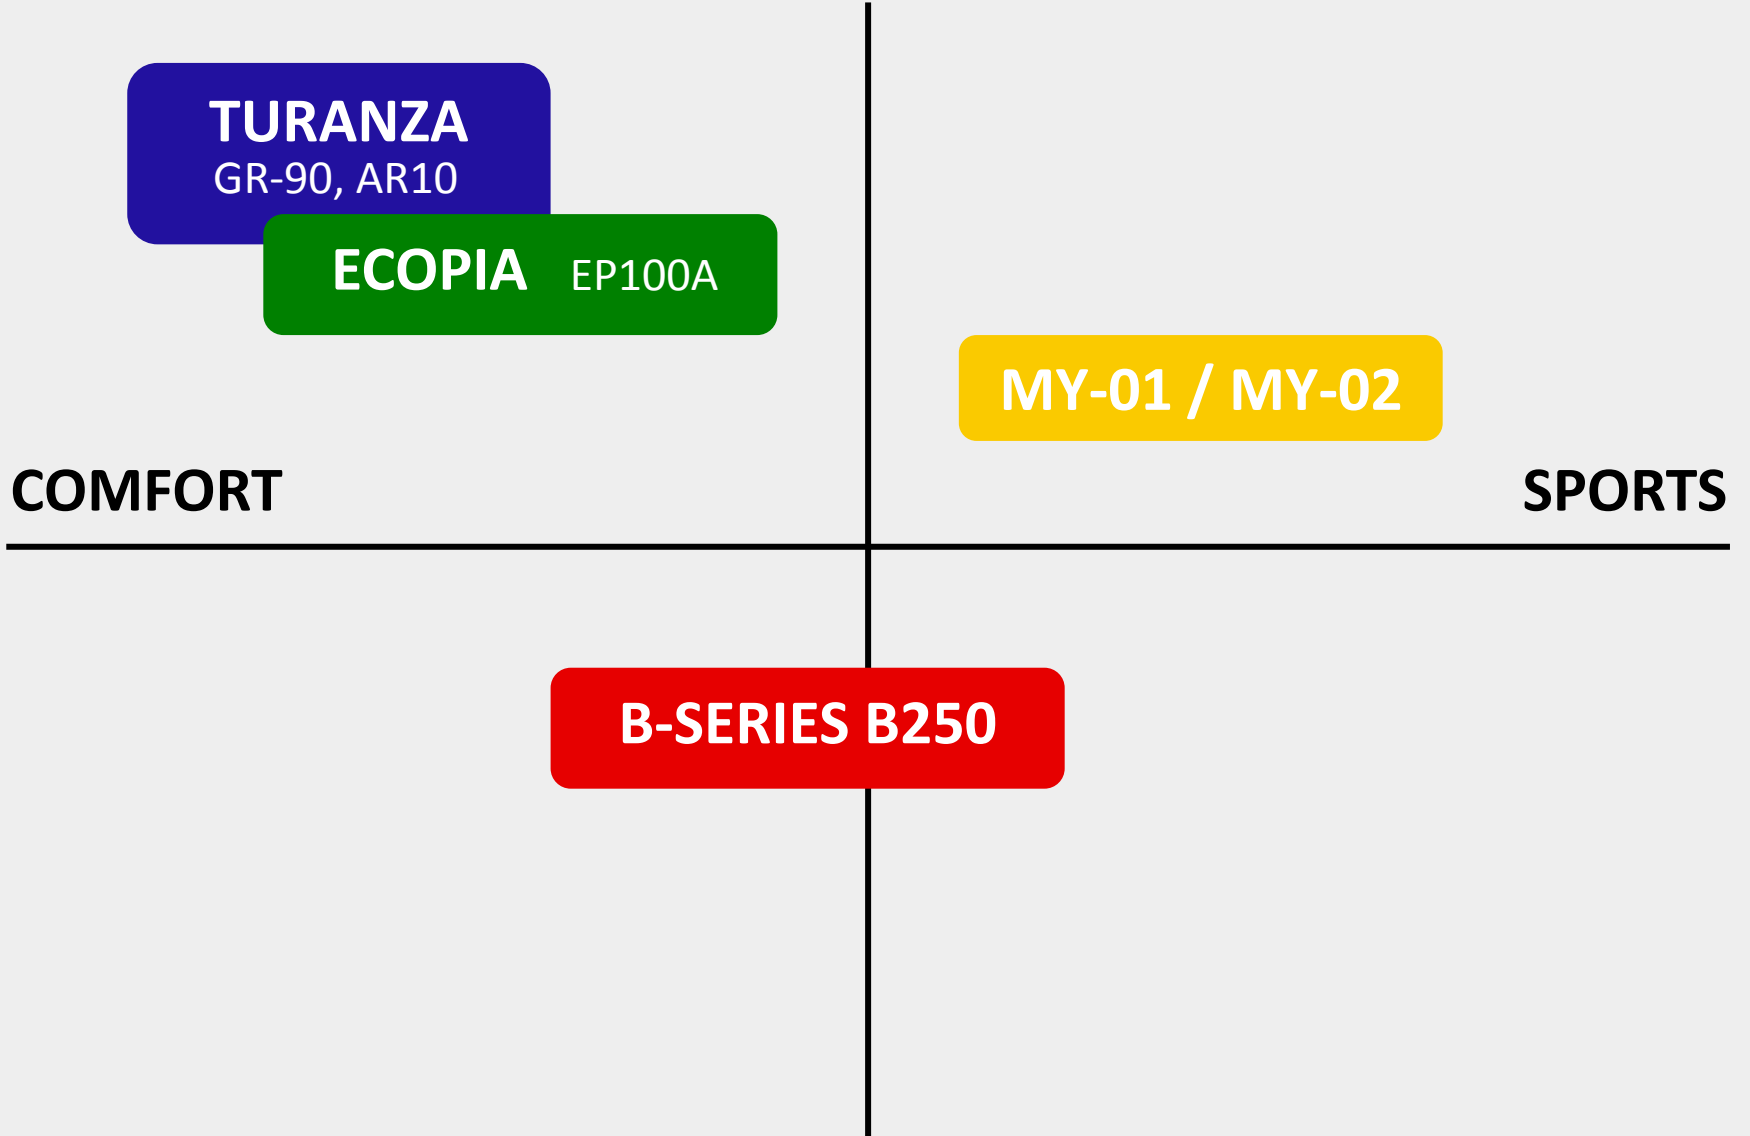 TURANZA
GR-90, AR10
ECOPIA EP100A
MY-01 / MY-02
COMFORT
SPORTS
B-SERIES B250